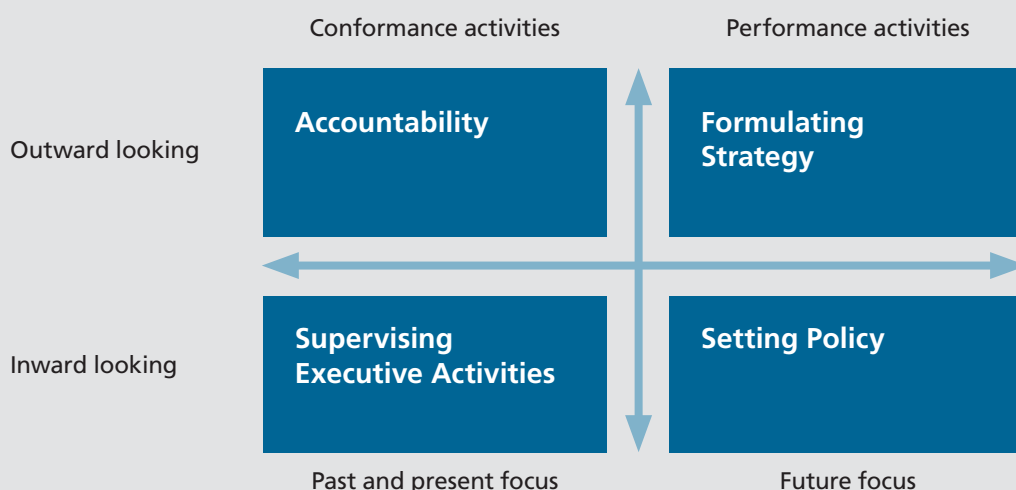 Conformance activities
Performance activities
Outward looking
Accountability
Formulating
Strategy
Inward looking
Supervising
Executive Activities
Setting Policy
Past and present focus
Future focus